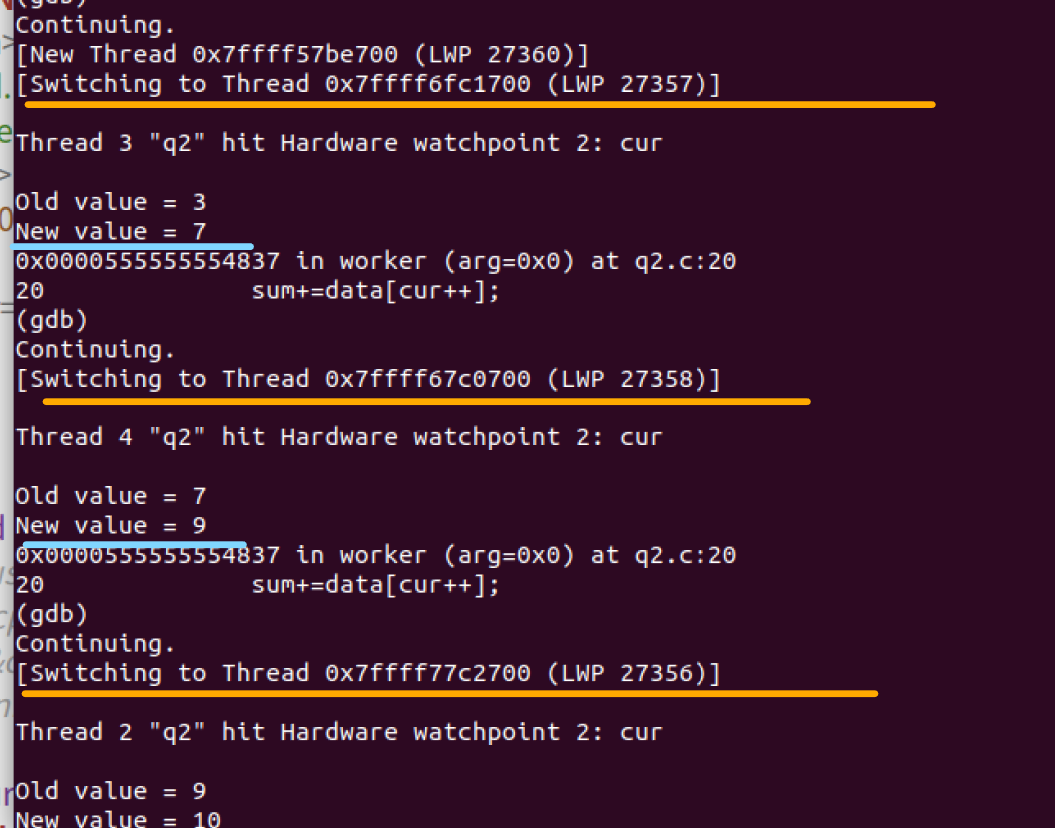 (gdb)
Continuing.
[New Thread 0x7ffff57be700 (LWP 27360)]
[Switching to Thread 0x7ffff6fc1700 (LWP 27357)]
Thread 3 "q2" hit Hardware watchpoint 2: cur
Old value = 3
New value = 7
0x0000555555554837 in worker (arg=0x0) at q2.c:20
20              sum+=data[cur++];
(gdb)
Continuing.
[Switching to Thread 0x7ffff67c0700 (LWP 27358)]
Thread 4 "q2" hit Hardware watchpoint 2: cur
Old value = 7
New value = 9
0x0000555555554837 in worker (arg=0x0) at q2.c:20
20              sum+=data[cur++];
(gdb)
Continuing.
[Switching to Thread 0x7ffff77c2700 (LWP 27356)]
Thread 2 "q2" hit Hardware watchpoint 2: cur
Old value = 9
New value = 10